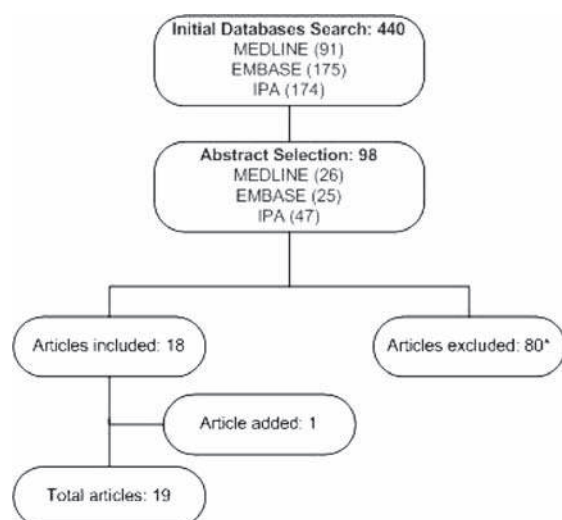 Initial Databases Search: 440
MEDLINE (91)
EMBASE (175)
IPA (174)
Abstract Selection: 98
MEDLINE (26)
EMBASE (25)
IPA (47)
Articles included: 18
Articles excluded: 80*
Article added: 1
Total articles: 19